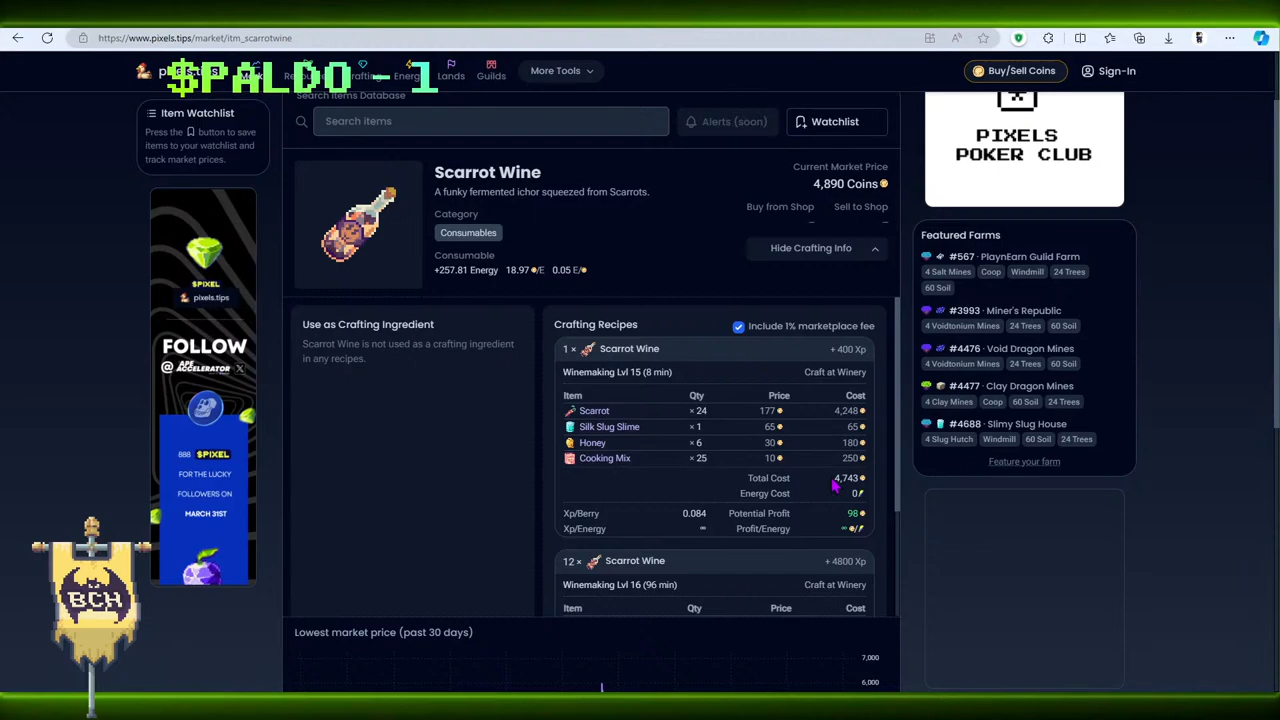 https://www.pixels.tips/market/itm_scarrotwine
pixels.tips
Lands
Guilds
More Tools
Buy/Sell Coins
Sign-In
$PALDO -1
Search Items Database
Search items
Alerts (soon)
Watchlist
Item Watchlist
Press the button to save
items to your watchlist and
track market prices.
$PIXEL
pixels.tips
FOLLOW
@ APE ACCELERATOR X
888 $PIXEL
FOR THE LUCKY
FOLLOWERS ON
MARCH 31ST
BCH
Scarrot Wine
A funky fermented ichor squeezed from Scarrots.
Category
Consumables
Consumable
+257.81 Energy 18.97 /E 0.05 E/
Current Market Price
4,890 Coins
Buy from Shop Sell to Shop
– –
Hide Crafting Info
Use as Crafting Ingredient
Scarrot Wine is not used as a crafting ingredient
in any recipes.
Crafting Recipes
Include 1% marketplace fee
1 × Scarrot Wine + 400 Xp
Winemaking Lvl 15 (8 min) Craft at Winery
Item Qty Price Cost
Scarrot × 24 177 4,248
Silk Slug Slime × 1 65 65
Honey × 6 30 180
Cooking Mix × 25 10 250
Total Cost 4,743
Energy Cost 0
Xp/Berry 0.084 Potential Profit 98
Xp/Energy ∞ Profit/Energy ∞ /
12 × Scarrot Wine + 4800 Xp
Winemaking Lvl 16 (96 min) Craft at Winery
Item Qty Price Cost
Lowest market price (past 30 days)
7,000
6,000
PIXELS
POKER CLUB
Featured Farms
#567 · PlaynEarn Guild Farm
4 Salt Mines Coop Windmill 24 Trees
60 Soil
#3993 · Miner's Republic
4 Voidtonium Mines 24 Trees 60 Soil
#4476 · Void Dragon Mines
4 Voidtonium Mines 24 Trees 60 Soil
#4477 · Clay Dragon Mines
4 Clay Mines Coop 60 Soil 24 Trees
#4688 · Slimy Slug House
4 Slug Hutch Windmill 60 Soil 24 Trees
Feature your farm